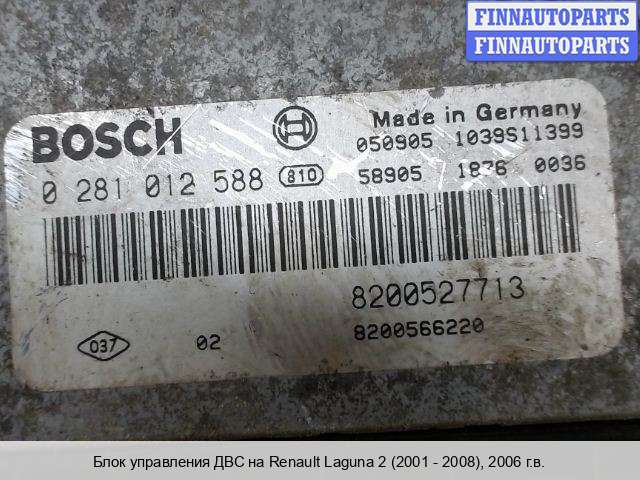 FINNAUTOPARTS
FINNAUTOPARTS
BOSCH
Made in Germany
050905 1039S11399
0 281 012 588 810 58905 1876 0036
8200527713
037 02 8200566220
Блок управления ДВС на Renault Laguna 2 (2001 - 2008), 2006 г.в.